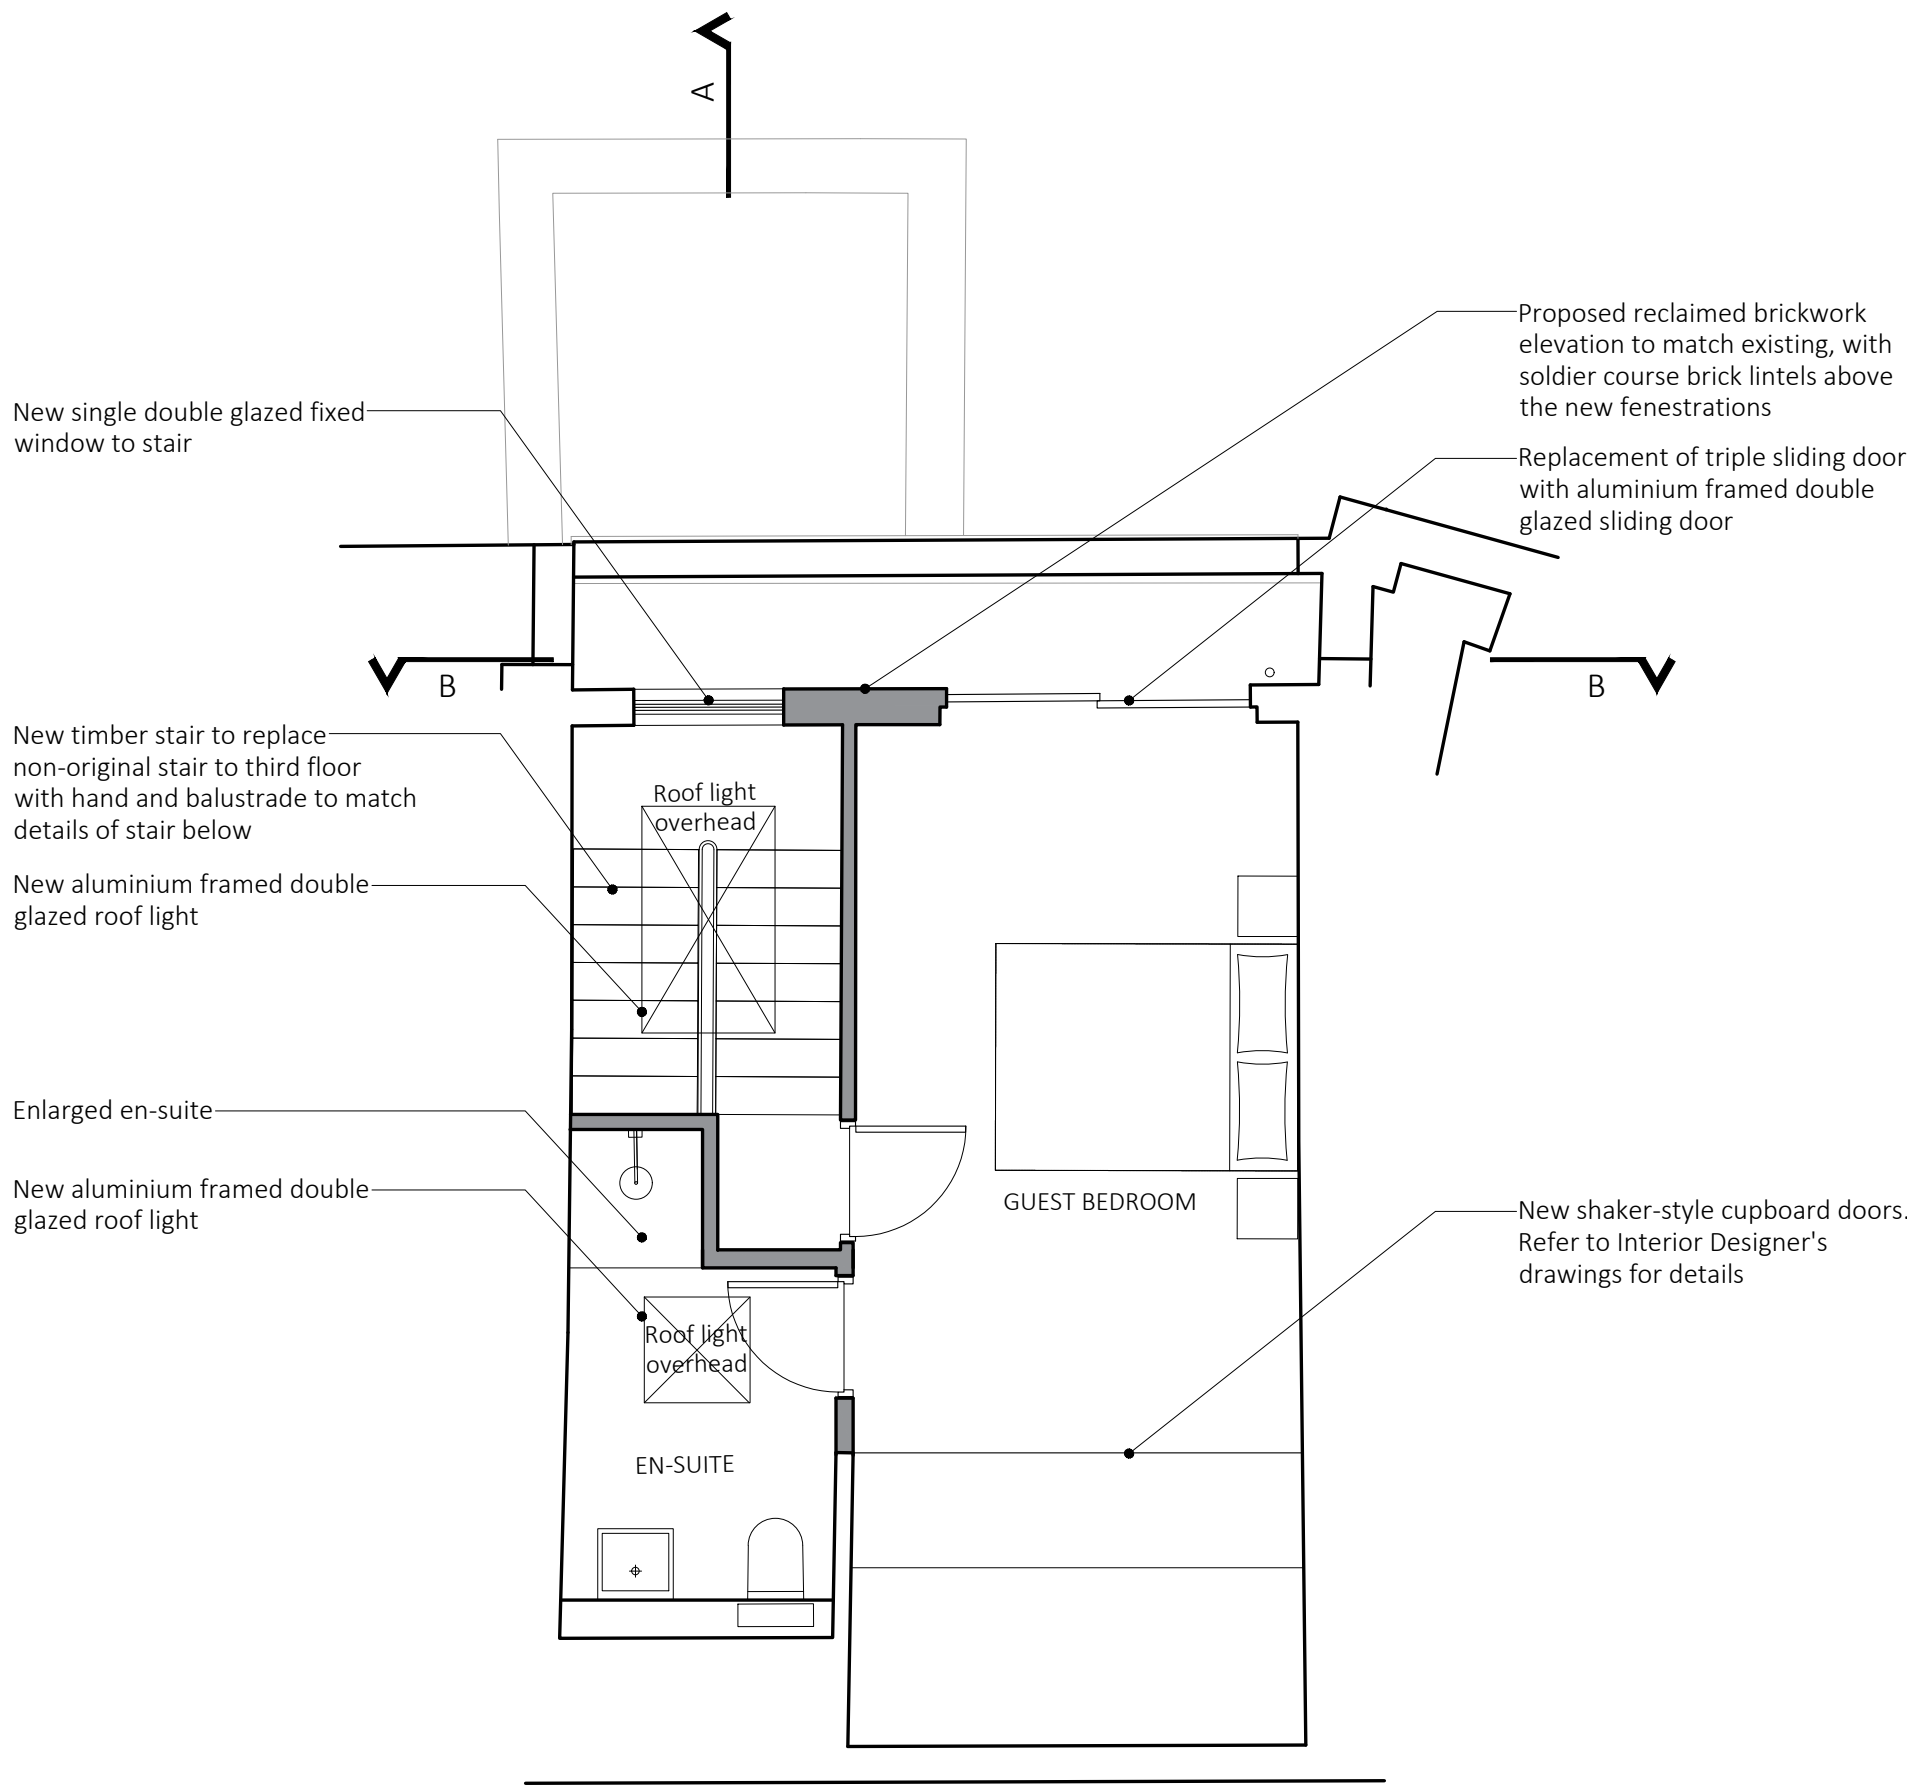 A
Proposed reclaimed brickwork
elevation to match existing, with
soldier course brick lintels above
the new fenestrations
New single double glazed fixed
window to stair
Replacement of triple sliding door
with aluminium framed double
glazed sliding door
B
B
New timber stair to replace
non-original stair to third floor
with hand and balustrade to match
details of stair below
Roof light
overhead
New aluminium framed double
glazed roof light
Enlarged en-suite
New aluminium framed double
glazed roof light
GUEST BEDROOM
New shaker-style cupboard doors.
Refer to Interior Designer's
drawings for details
Roof light
overhead
EN-SUITE